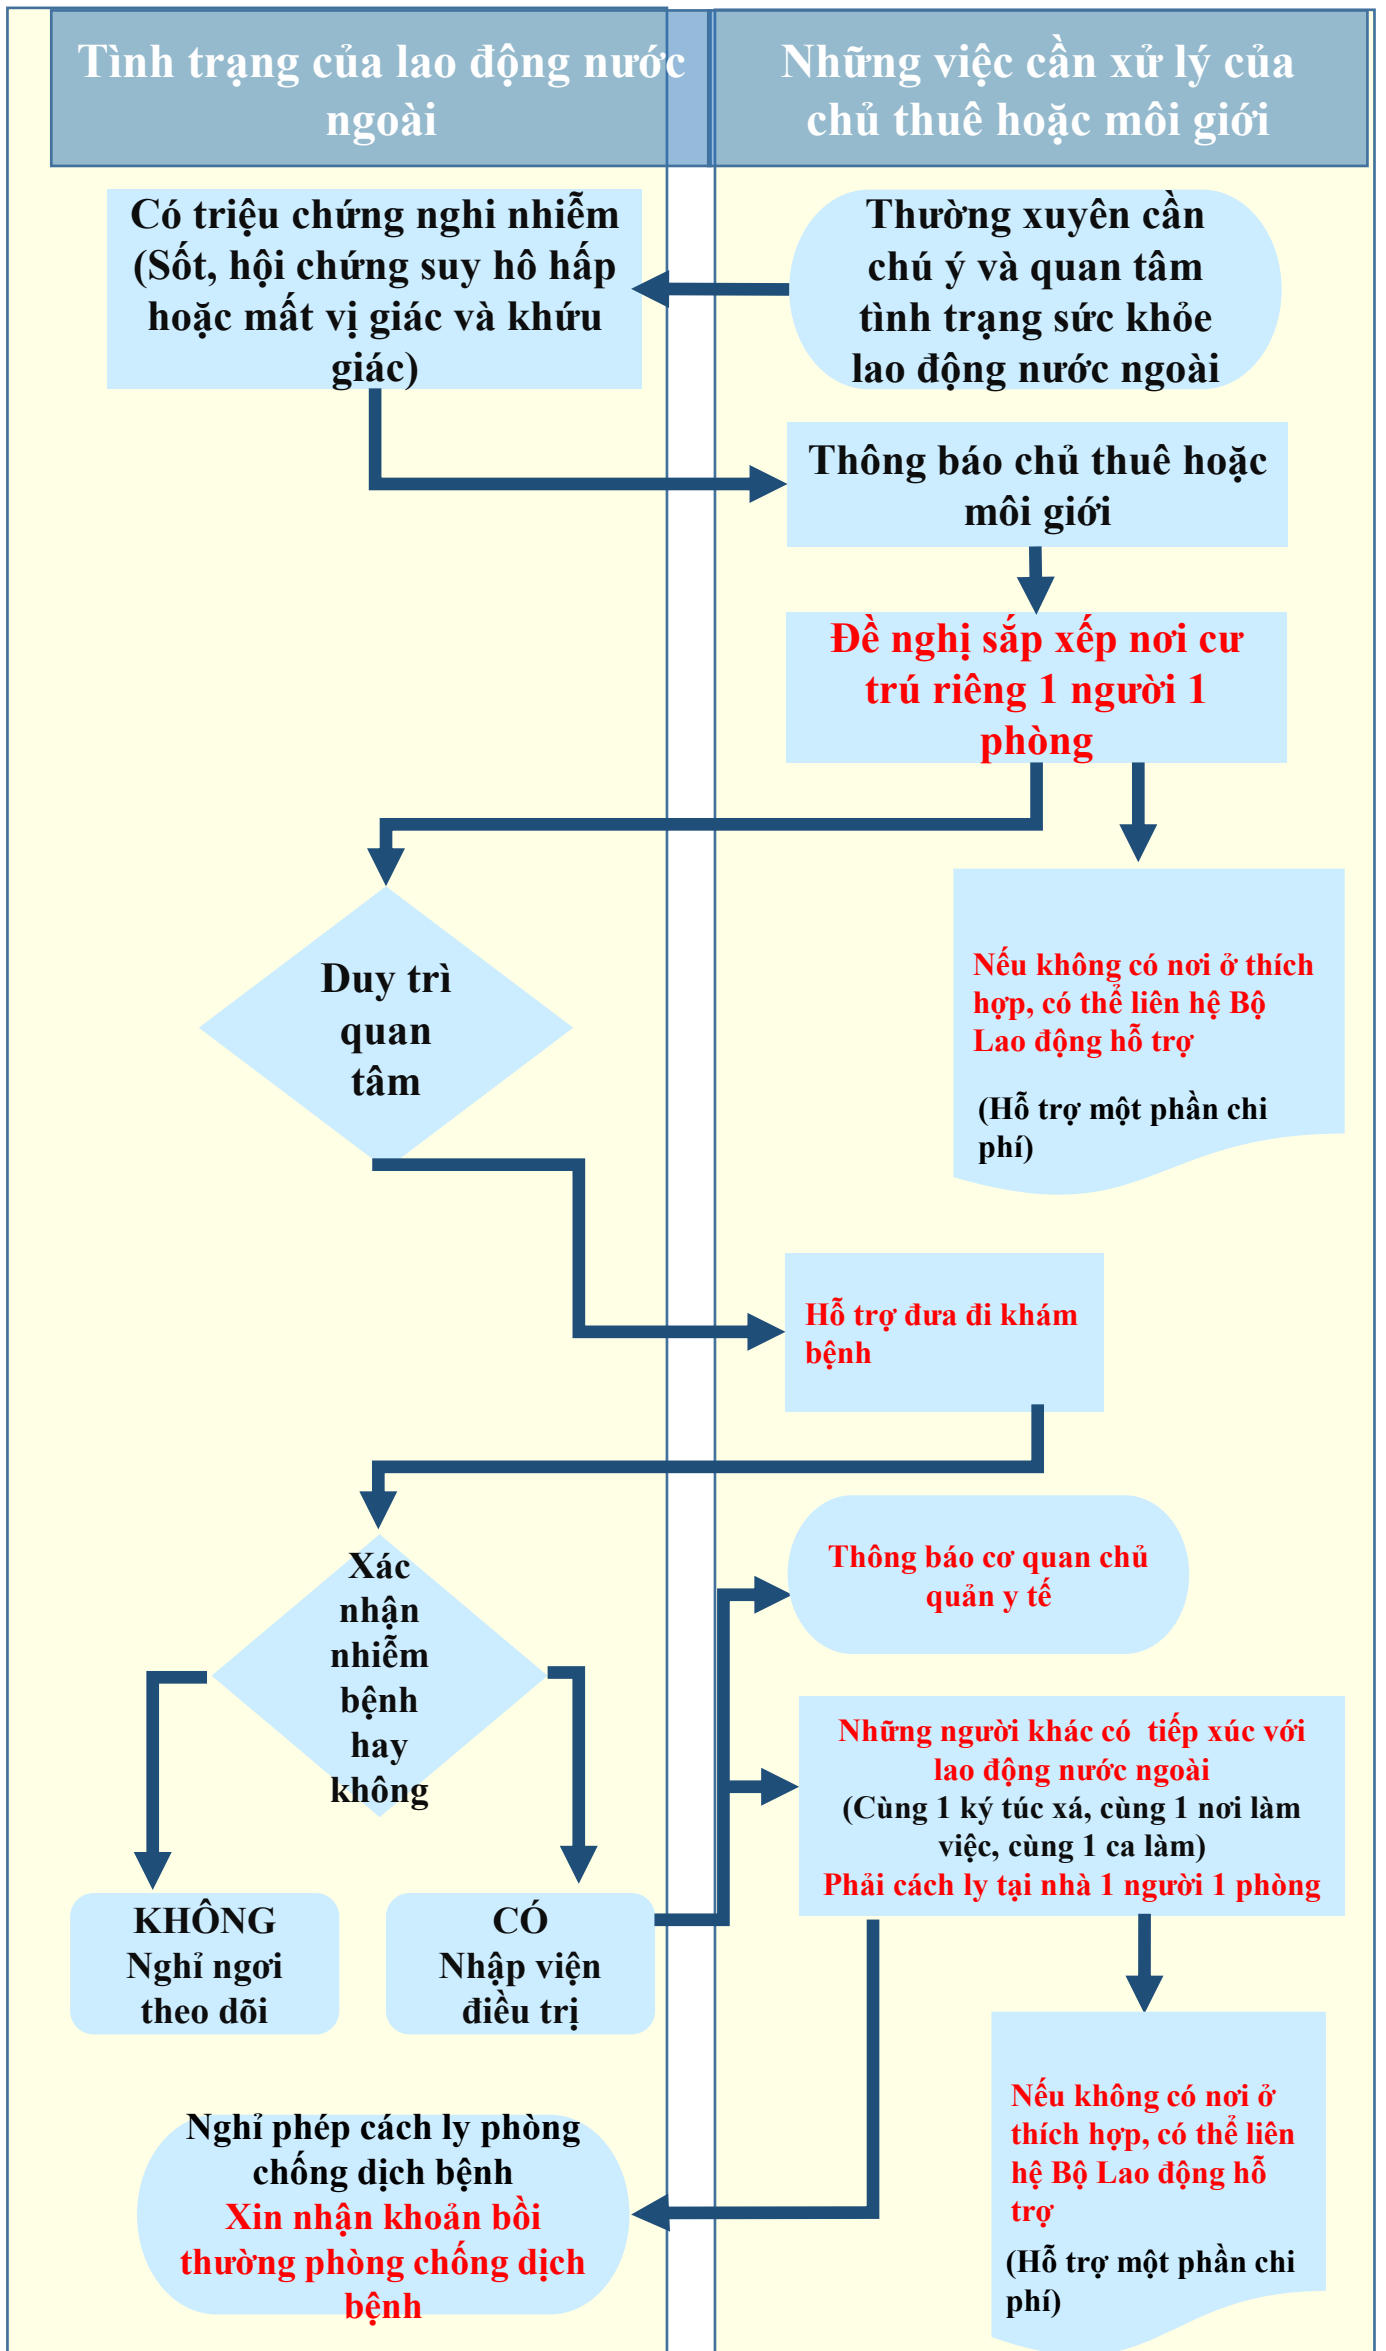 Tình trạng của lao động nước
ngoài
Những việc cần xử lý của
chủ thuê hoặc môi giới
Có triệu chứng nghi nhiễm
(Sốt, hội chứng suy hô hấp
hoặc mất vị giác và khứu
giác)
Thường xuyên cần
chú ý và quan tâm
tình trạng sức khỏe
lao động nước ngoài
Thông báo chủ thuê hoặc
môi giới
Đề nghị sắp xếp nơi cư
trú riêng 1 người 1
phòng
Duy trì
quan
tâm
Nếu không có nơi ở thích
hợp, có thể liên hệ Bộ
Lao động hỗ trợ
(Hỗ trợ một phần chi
phí)
Hỗ trợ đưa đi khám
bệnh
Xác
nhận
nhiễm
bệnh
hay
không
Thông báo cơ quan chủ
quản y tế
Những người khác có tiếp xúc với
lao động nước ngoài
(Cùng 1 ký túc xá, cùng 1 nơi làm
việc, cùng 1 ca làm)
Phải cách ly tại nhà 1 người 1 phòng
KHÔNG
Nghỉ ngơi
theo dõi
CÓ
Nhập viện
điều trị
Nghỉ phép cách ly phòng
chống dịch bệnh
Xin nhận khoản bồi
thường phòng chống dịch
bệnh
Nếu không có nơi ở
thích hợp, có thể liên
hệ Bộ Lao động hỗ
trợ
(Hỗ trợ một phần chi
phí)